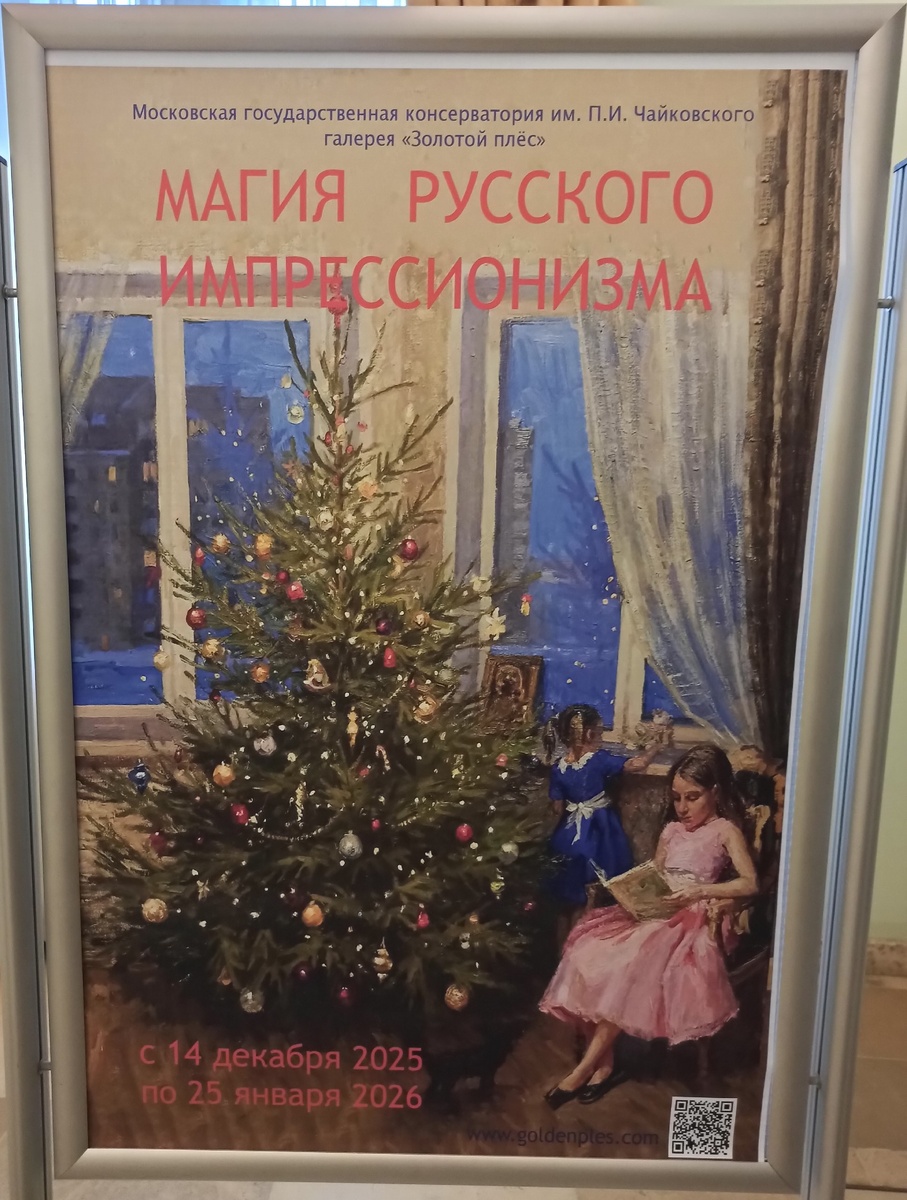 Московская государственная консерватория им. П.И. Чайковского
галерея «Золотой плёс»
МАГИЯ РУССКОГО
ИМПРЕССИОНИЗМА
с 14 декабря 2025
по 25 января 2026
www.goldenples.com